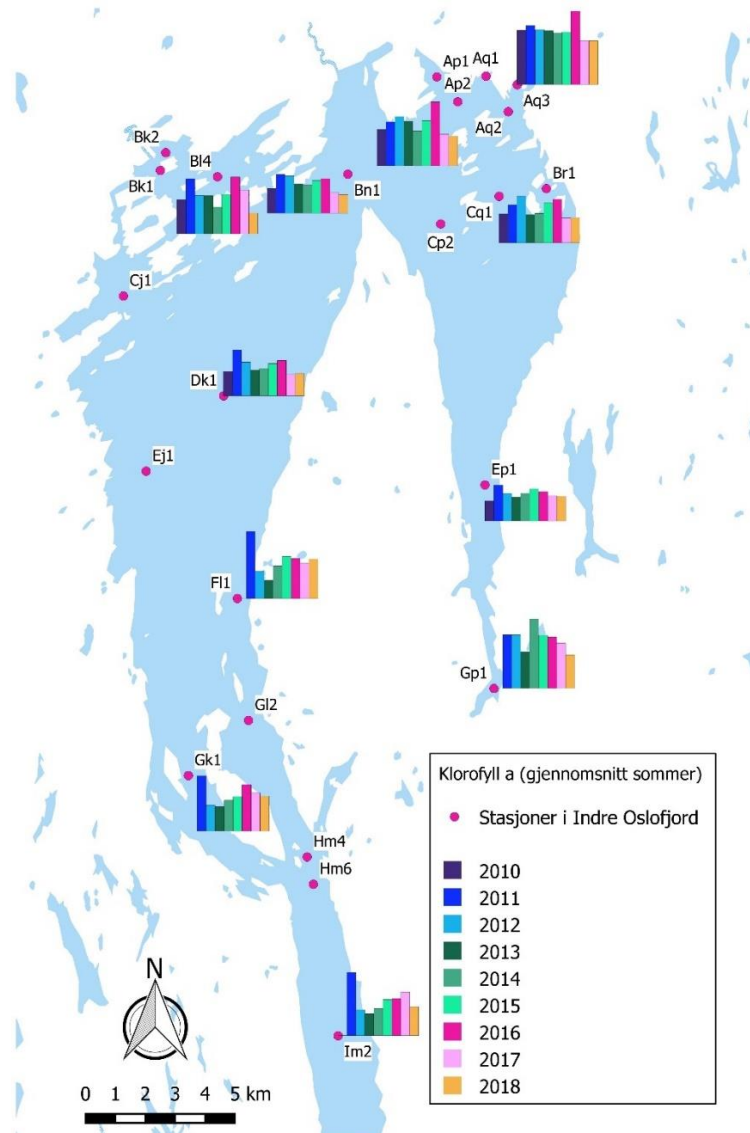 Ap1
Aq1
Ap2
Aq3
Aq2
Bk2
Bk1
Bl4
Bn1
Br1
Cq1
Cp2
Cj1
Dk1
Ej1
Ep1
Fl1
Gp1
Gl2
Gk1
Hm4
Hm6
Im2
Klorofyll a (gjennomsnitt sommer)
Stasjoner i Indre Oslofjord
2010
2011
2012
2013
2014
2015
2016
2017
2018
N
0 1 2 3 4 5 km